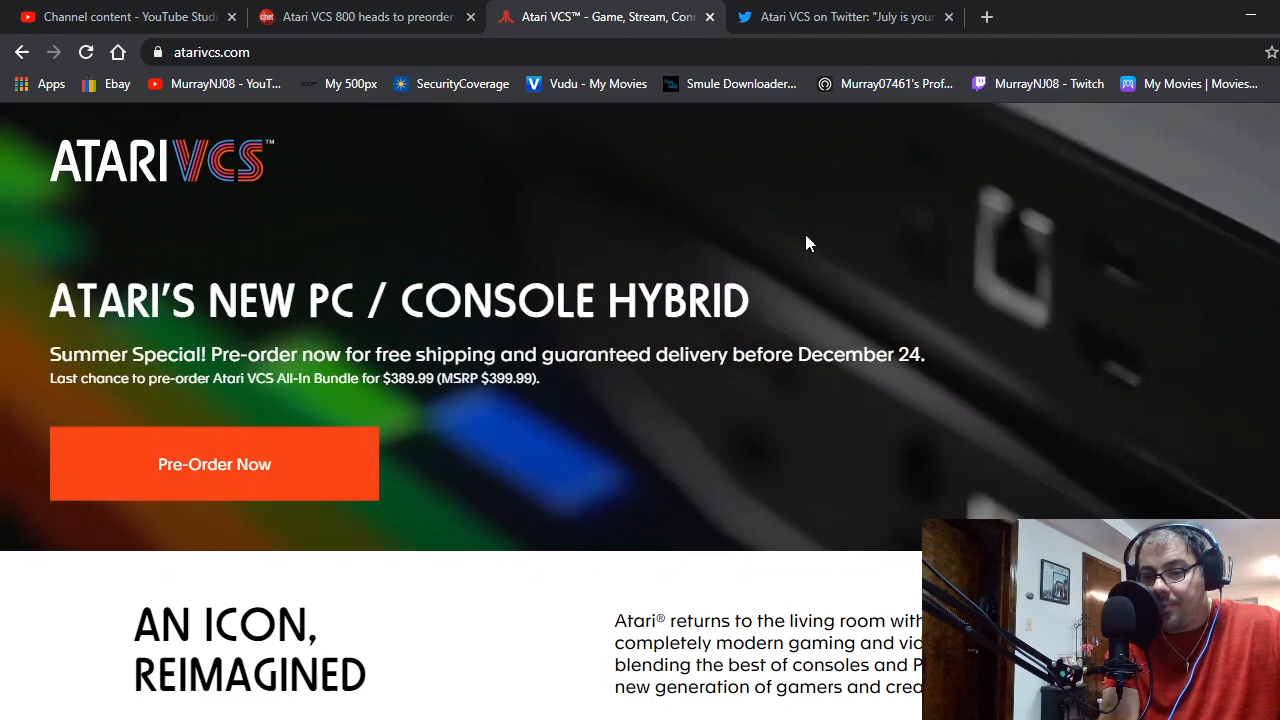 Channel content - YouTube Studi
Atari VCS 800 heads to preorder
Atari VCS™ - Game, Stream, Conn
Atari VCS on Twitter: "July is your
atarivcs.com
Apps
Ebay
MurrayNJ08 - YouT...
My 500px
SecurityCoverage
Vudu - My Movies
Smule Downloader...
Murray07461's Prof...
MurrayNJ08 - Twitch
My Movies | Movies...
ATARI VCS™
ATARI'S NEW PC / CONSOLE HYBRID
Summer Special! Pre-order now for free shipping and guaranteed delivery before December 24.
Last chance to pre-order Atari VCS All-In Bundle for $389.99 (MSRP $399.99).
Pre-Order Now
AN ICON,
REIMAGINED
Atari® returns to the living room with
completely modern gaming and vid
blending the best of consoles and P
new generation of gamers and crea